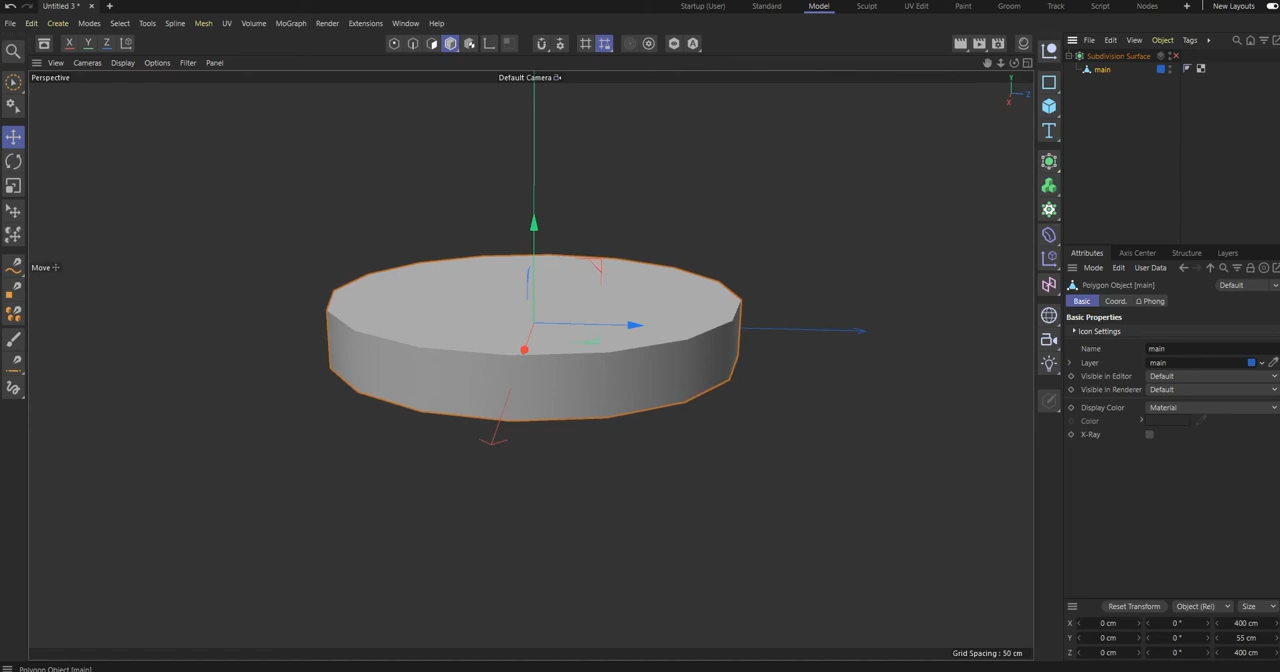 Untitled 3 *
Startup (User) Standard Model Sculpt UV Edit Paint Groom Track Script Nodes New Layouts
File Edit Create Modes Select Tools Spline Mesh UV Volume MoGraph Render Extensions Window Help
X Y Z
File Edit View Object Tags
View Cameras Display Options Filter Panel
Subdivision Surface
main
Perspective
Default Camera
Y
Z
X
Move
Attributes Axis Center Structure Layers
Mode Edit User Data
Polygon Object [main] Default
Basic Coord. Phong
Basic Properties
Icon Settings
Name main
Layer main
Visible in Editor Default
Visible in Renderer Default
Display Color Material
Color
X-Ray
Reset Transform Object (Rel) Size
X 0 cm 0 ° 400 cm
Y 0 cm 0 ° 55 cm
Z 0 cm 0 ° 400 cm
Grid Spacing : 50 cm
Polygon Object [main]